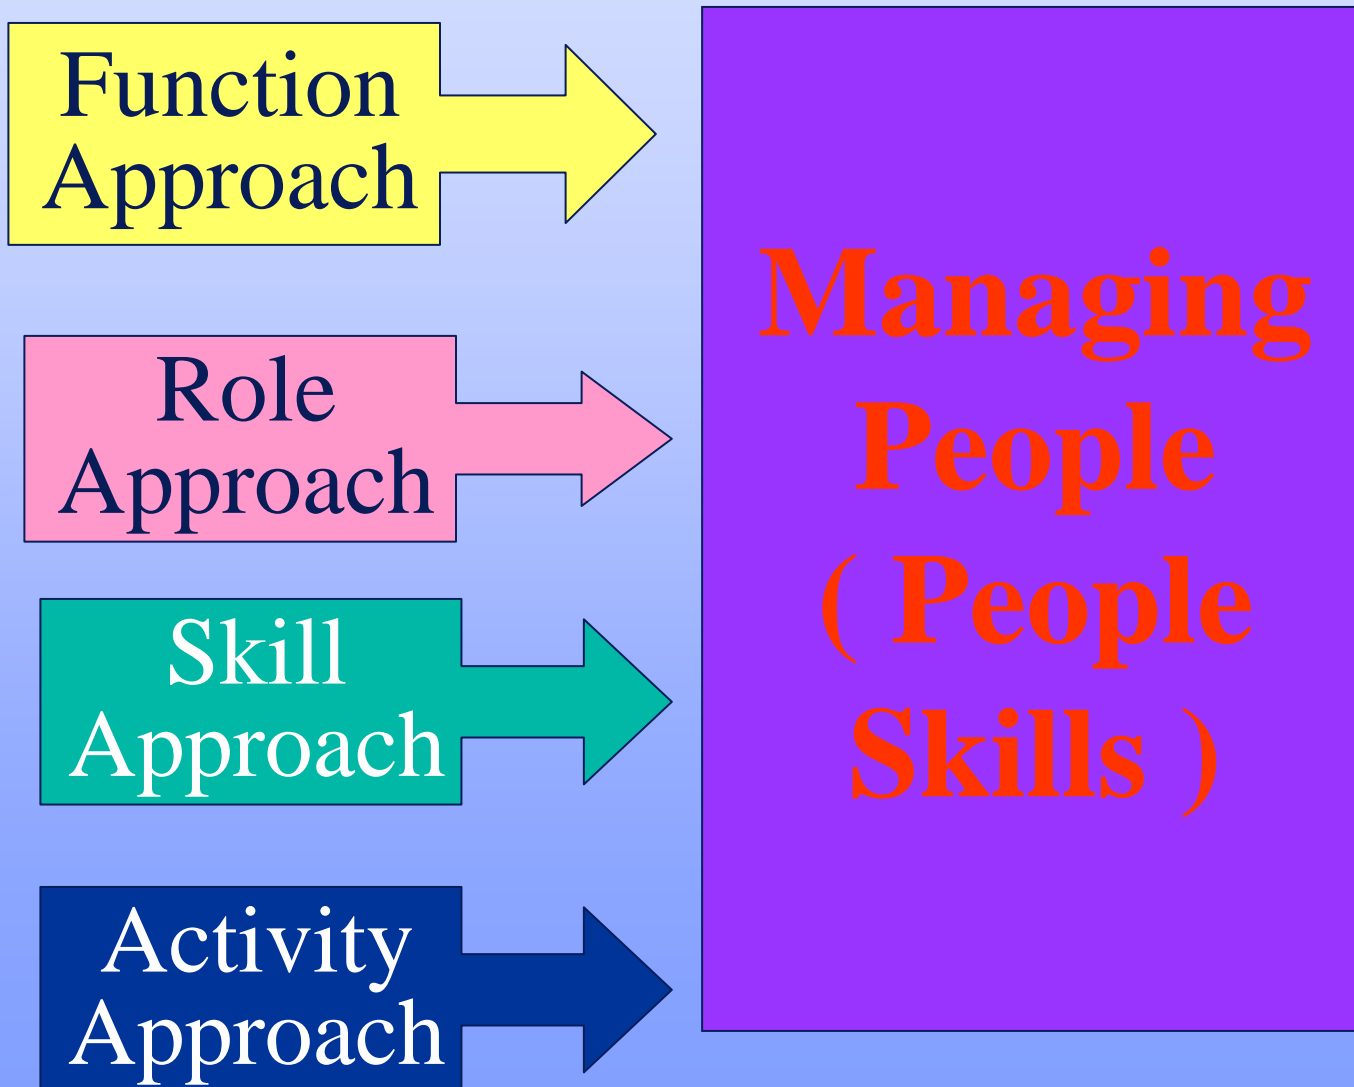 Function
Approach
Role
Approach
Skill
Approach
Activity
Approach
Managing
People
( People
Skills )